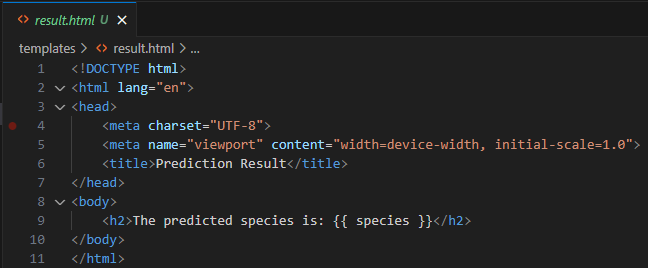 <> result.html U ×
templates > <> result.html > ...
1 <!DOCTYPE html>
2 <html lang="en">
3 <head>
4 <meta charset="UTF-8">
5 <meta name="viewport" content="width=device-width, initial-scale=1.0">
6 <title>Prediction Result</title>
7 </head>
8 <body>
9 <h2>The predicted species is: {{ species }}</h2>
10 </body>
11 </html>